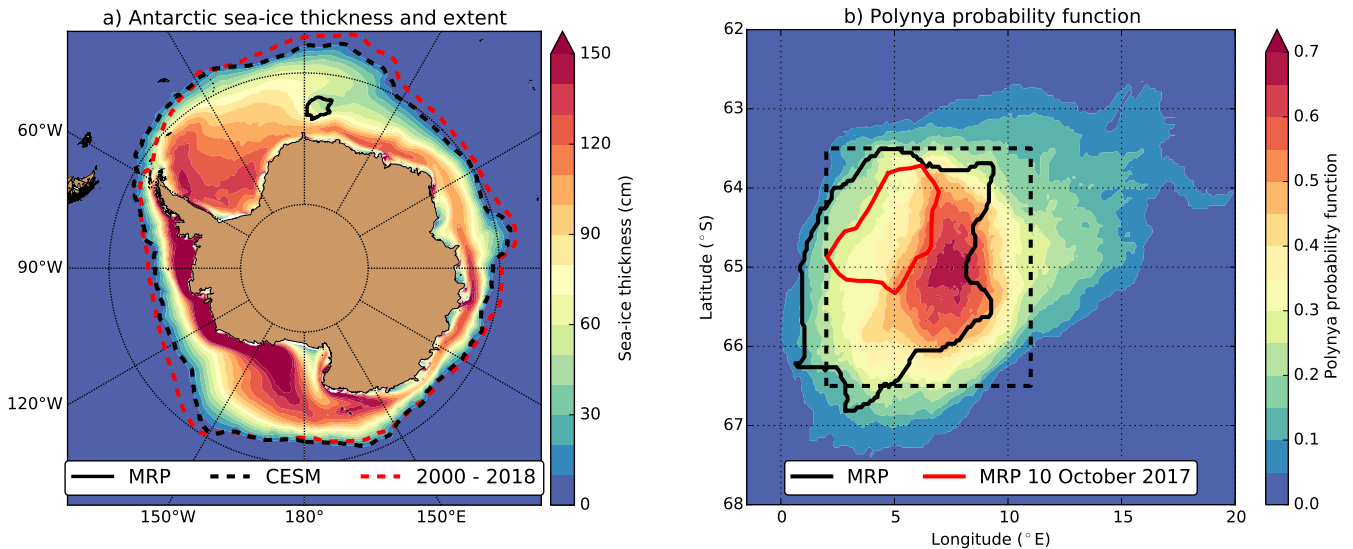 a) Antarctic sea-ice thickness and extent
60°W
90°W
120°W
150°W
180°
150°E
MRP
CESM
2000 - 2018
150
120
90
60
30
0
Sea-ice thickness (cm)
b) Polynya probability function
62
63
64
65
66
67
68
Latitude (°S)
MRP
MRP 10 October 2017
0
5
10
15
20
Longitude (°E)
0.7
0.6
0.5
0.4
0.3
0.2
0.1
0.0
Polynya probability function